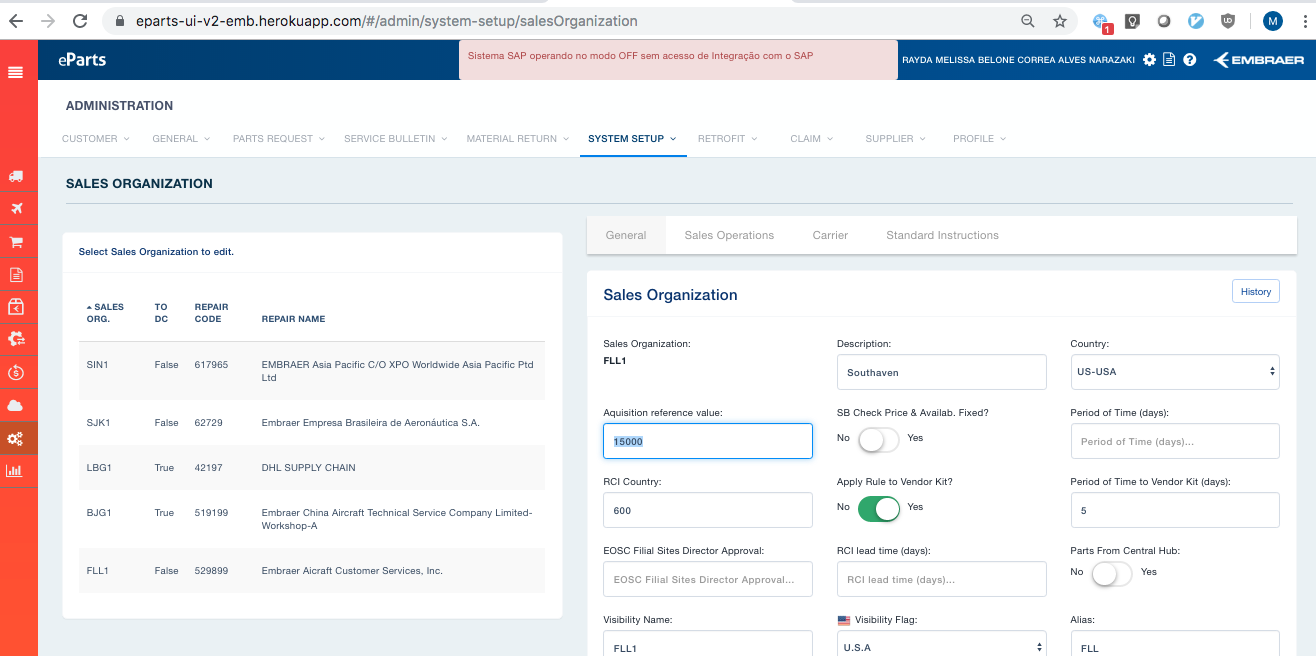 eparts-ui-v2-emb.herokuapp.com/#/admin/system-setup/salesOrganization
1
M
eParts
Sistema SAP operando no modo OFF sem acesso de Integração com o SAP
RAYDA MELISSA BELONE CORREA ALVES NARAZAKI
EMBRAER
ADMINISTRATION
CUSTOMER GENERAL PARTS REQUEST SERVICE BULLETIN MATERIAL RETURN SYSTEM SETUP RETROFIT CLAIM SUPPLIER PROFILE
SALES ORGANIZATION
Select Sales Organization to edit.
SALES ORG. TO DC REPAIR CODE REPAIR NAME
SIN1 False 617965 EMBRAER Asia Pacific C/O XPO Worldwide Asia Pacific Ptd
Ltd
SJK1 False 62729 Embraer Empresa Brasileira de Aeronáutica S.A.
LBG1 True 42197 DHL SUPPLY CHAIN
BJG1 True 519199 Embraer China Aircraft Technical Service Company Limited-
Workshop-A
FLL1 False 529899 Embraer Aicraft Customer Services, Inc.
General Sales Operations Carrier Standard Instructions
Sales Organization
History
Sales Organization: Description: Country:
FLL1 Southaven US-USA
Aquisition reference value: SB Check Price & Availab. Fixed? Period of Time (days):
15000 No Yes Period of Time (days)...
RCI Country: Apply Rule to Vendor Kit? Period of Time to Vendor Kit (days):
600 No Yes 5
EOSC Filial Sites Director Approval: RCI lead time (days): Parts From Central Hub:
EOSC Filial Sites Director Approval... RCI lead time (days)... No Yes
Visibility Name: Visibility Flag: Alias:
FLL1 U.S.A FLL